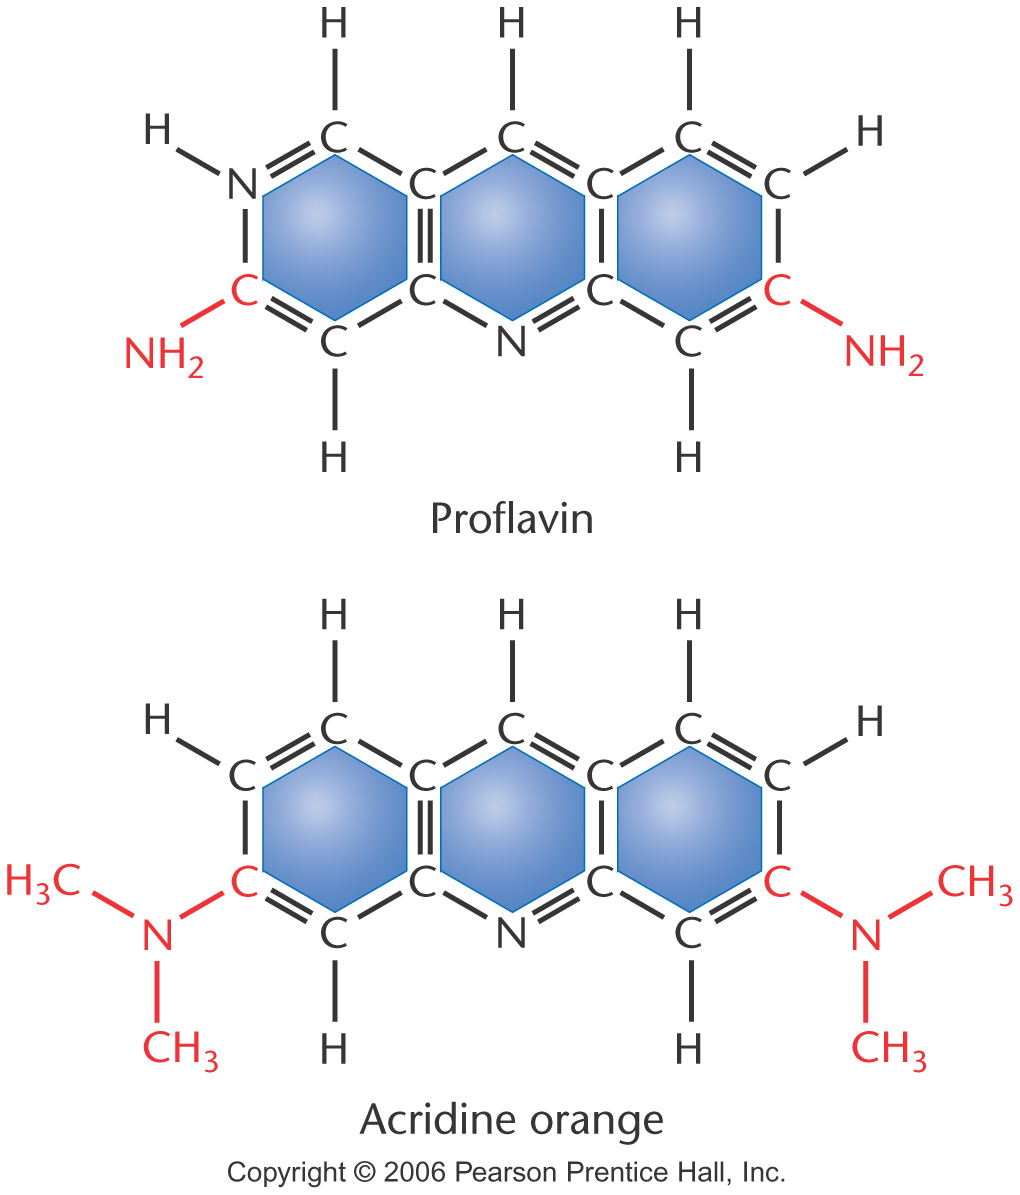 H H H
H C C C H
N C C C
C C C C
NH2 C N C NH2
H H
Proflavin
H H H
H C C C H
C C C C
H3C C C C C CH3
N C N C N
CH3 H H CH3
Acridine orange
Copyright © 2006 Pearson Prentice Hall, Inc.